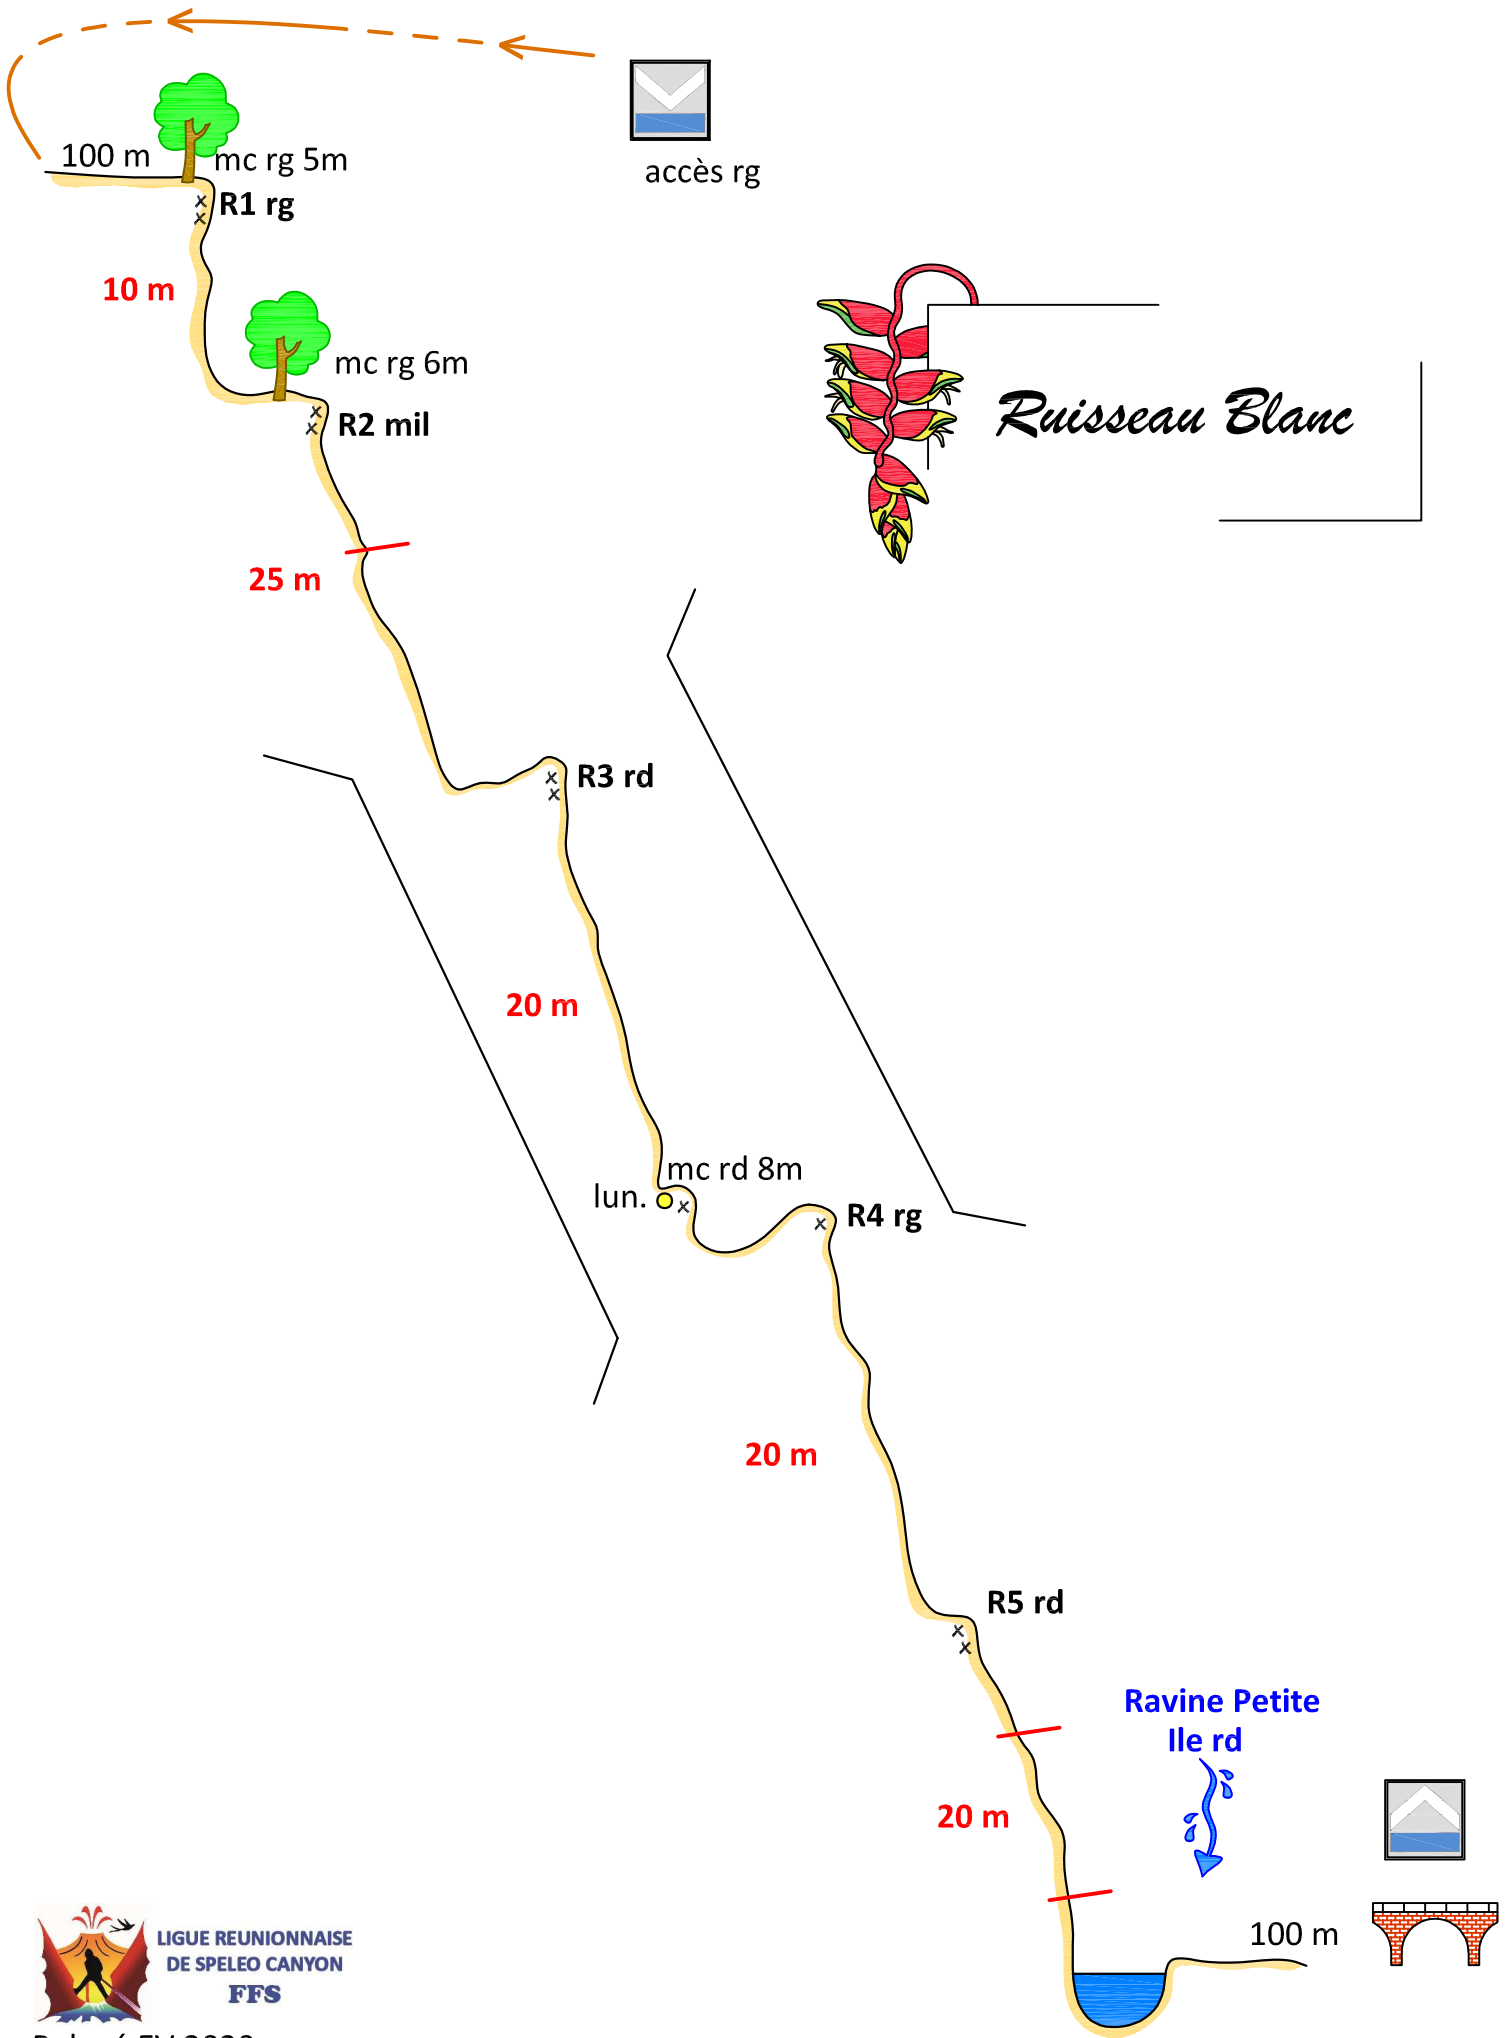 100 m
mc rg 5m
accès rg
R1 rg
10 m
mc rg 6m
R2 mil
Ruisseau Blanc
25 m
R3 rd
20 m
mc rd 8m
lun.
R4 rg
20 m
R5 rd
Ravine Petite
Ile rd
20 m
100 m
LIGUE REUNIONNAISE
DE SPELEO CANYON
FFS